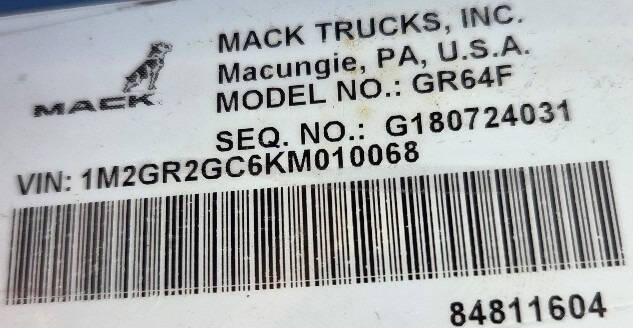 MACK TRUCKS, INC.
Macungie, PA, U.S.A.
MACK
MODEL NO.: GR64F
SEQ. NO.: G180724031
VIN: 1M2GR2GC6KM010068
84811604